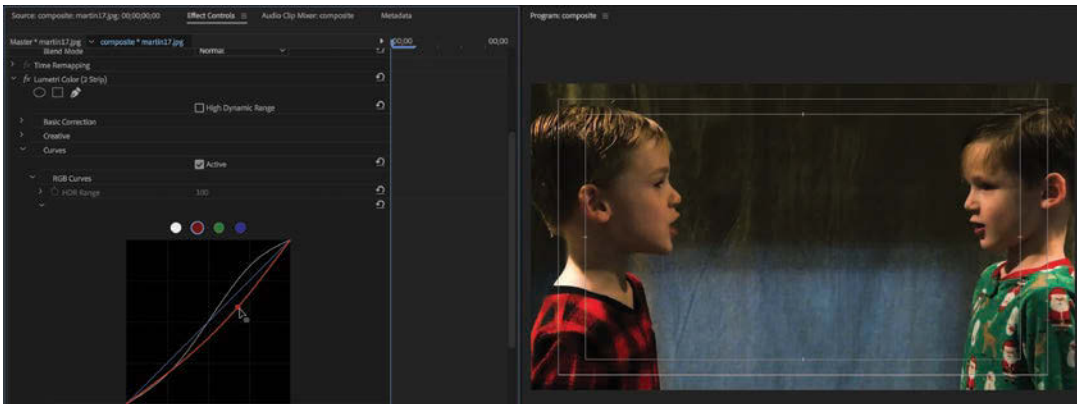 Source: composite: martin17.jpg: 00;00;00;00 Effect Controls Audio Clip Mixer: composite Metadata
Program: composite
Master * martin17.jpg composite * martin17.jpg 00;00 00;00
Blend Mode Normal
fx Time Remapping
fx Lumetri Color (2 Strip)
High Dynamic Range
Basic Correction
Creative
Curves
Active
RGB Curves
HDR Range 100